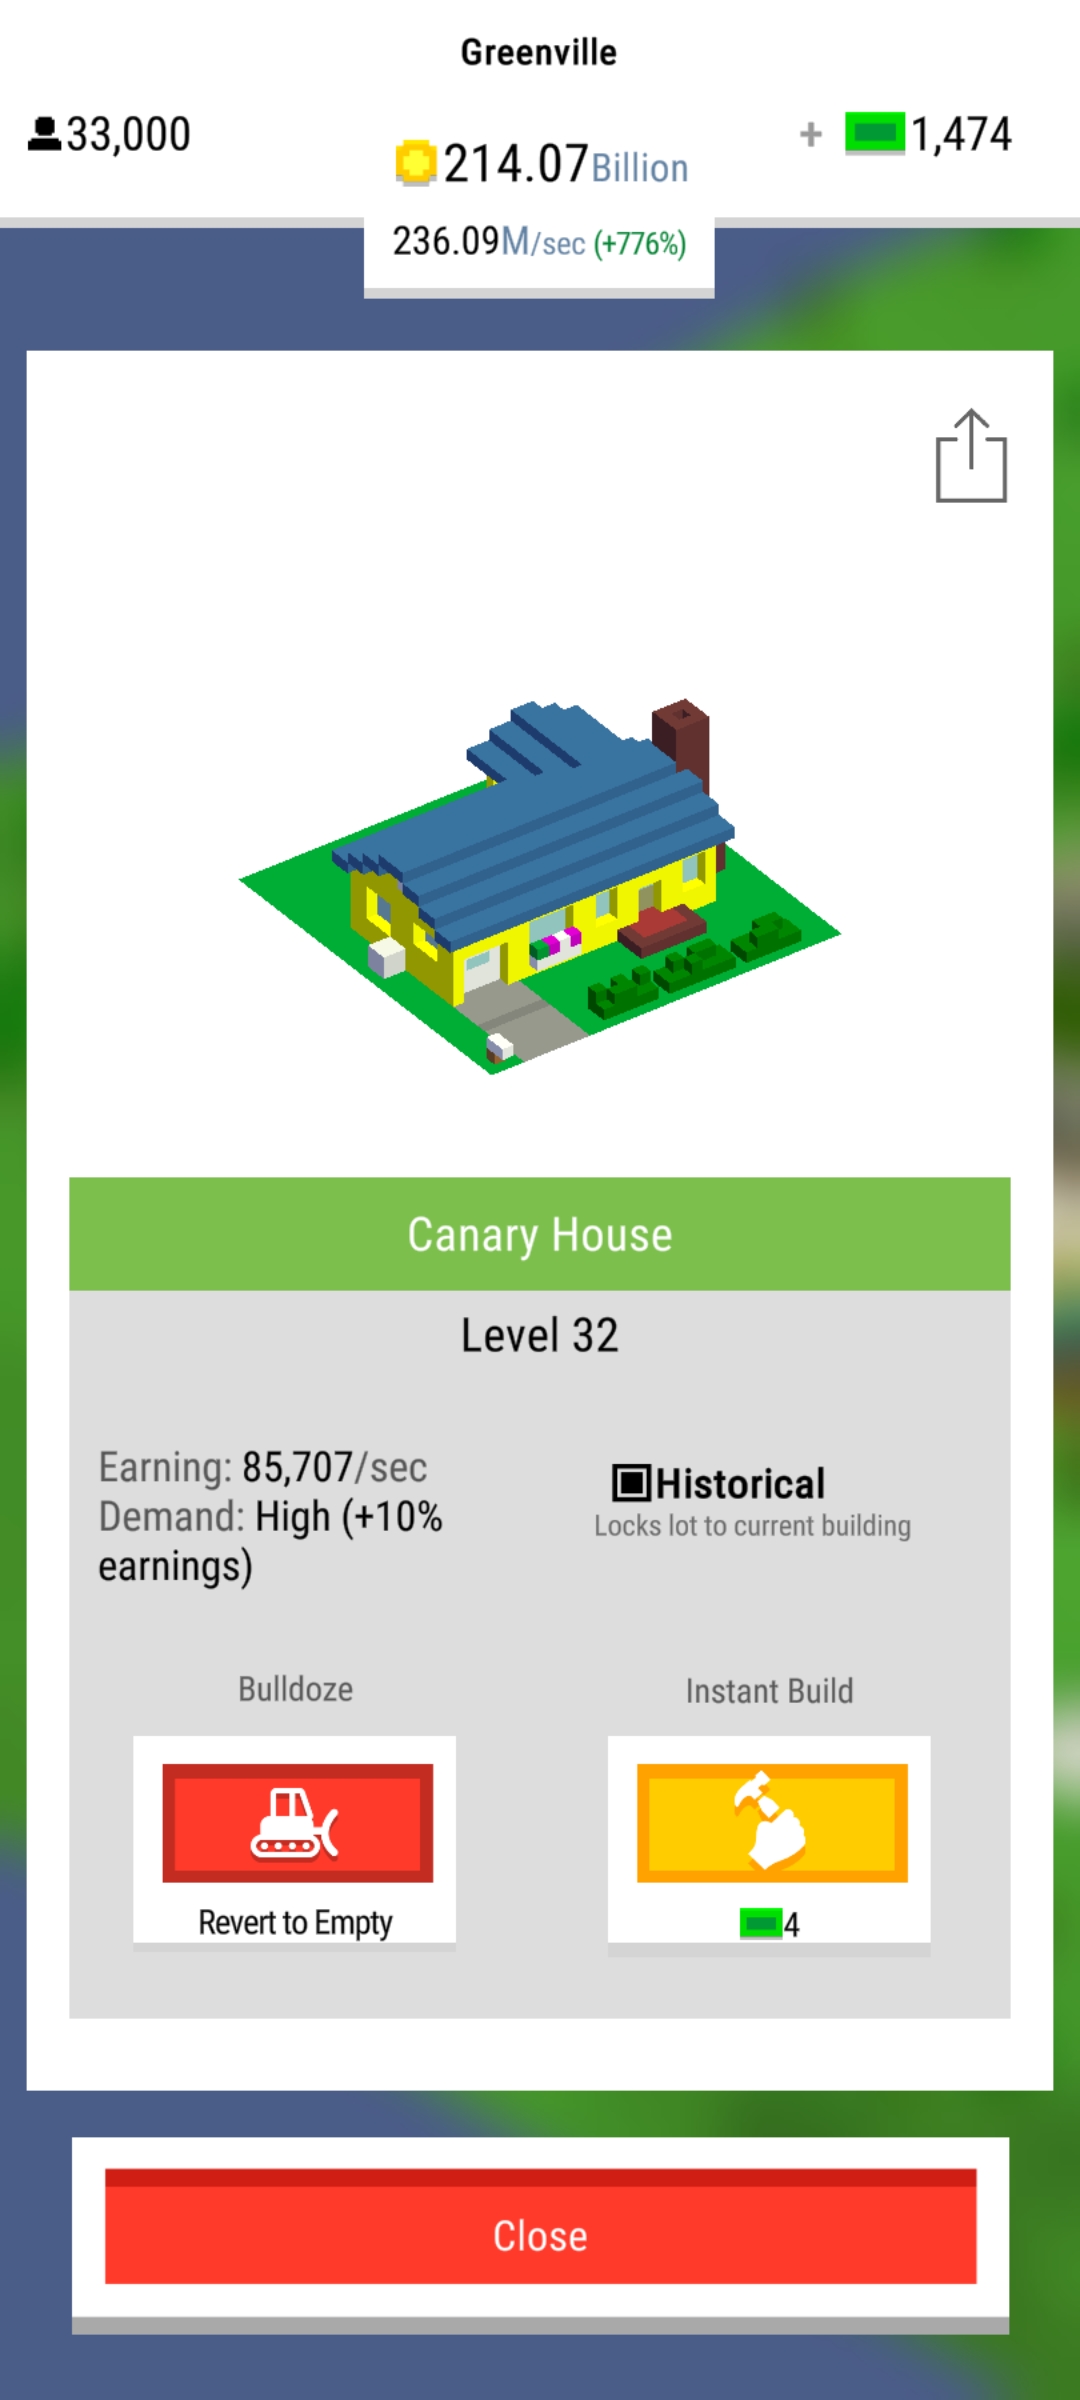 Greenville
33,000
214.07Billion
+ 1,474
236.09M/sec (+776%)
Canary House
Level 32
Earning: 85,707/sec
Demand: High (+10%
earnings)
Historical
Locks lot to current building
Bulldoze
Instant Build
Revert to Empty
4
Close